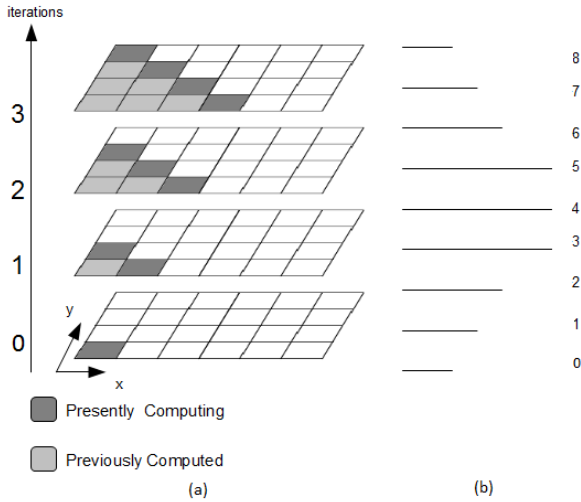 iterations
8
7
3
6
5
2
4
3
1
2
y
1
0
0
x
Presently Computing
Previously Computed
(a)
(b)